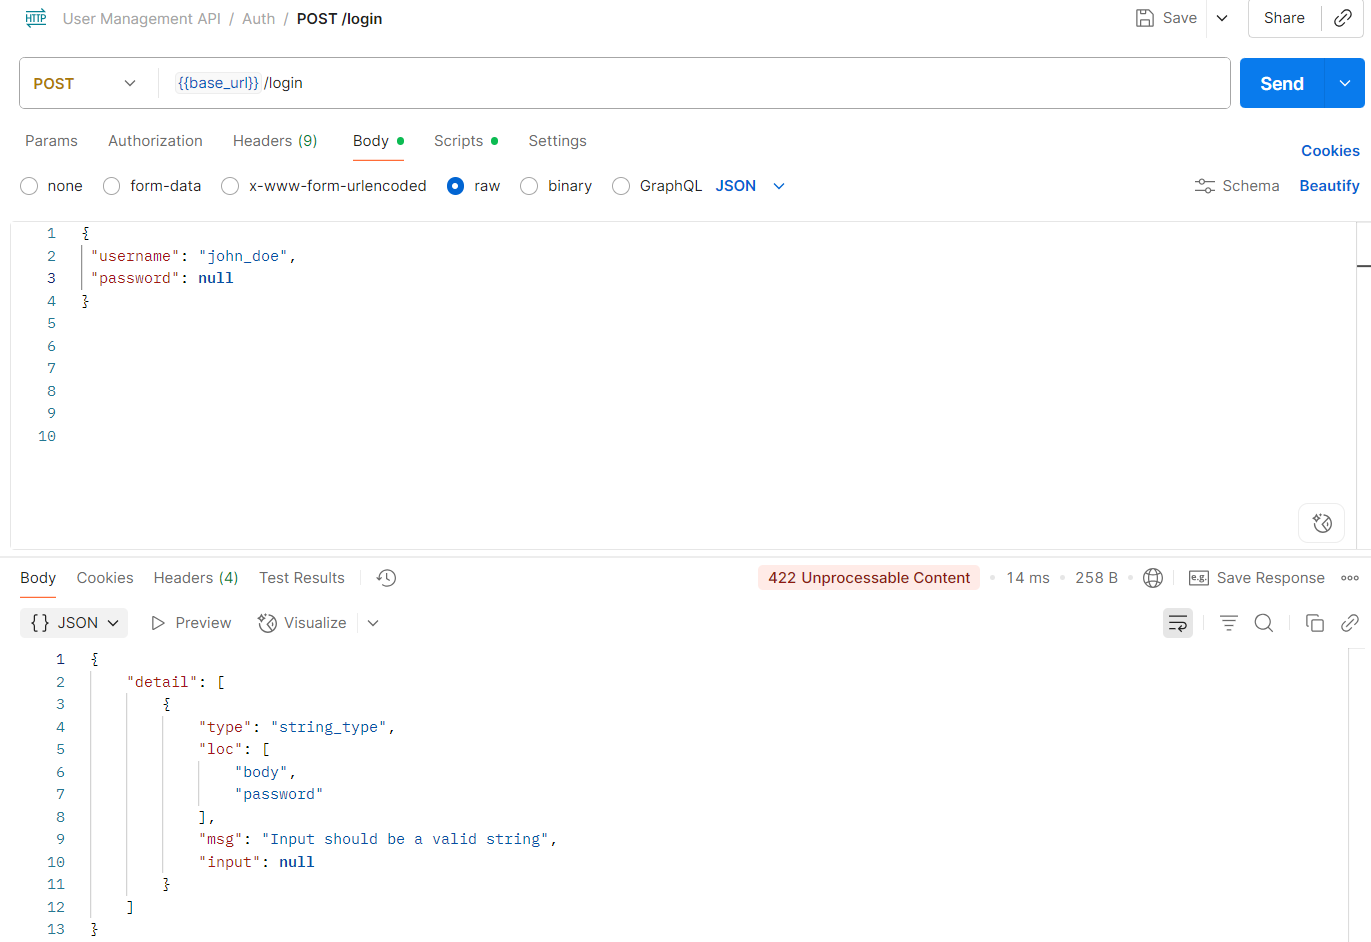 HTTP User Management API / Auth / POST /login Save Share
POST {{base_url}} /login Send
Params Authorization Headers (9) Body Scripts Settings Cookies
none form-data x-www-form-urlencoded raw binary GraphQL JSON Schema Beautify
1 {
2 "username": "john_doe",
3 "password": null
4 }
5
6
7
8
9
10
Body Cookies Headers (4) Test Results 422 Unprocessable Content 14 ms 258 B e.g. Save Response
{} JSON Preview Visualize
1 {
2 "detail": [
3 {
4 "type": "string_type",
5 "loc": [
6 "body",
7 "password"
8 ],
9 "msg": "Input should be a valid string",
10 "input": null
11 }
12 ]
13 }